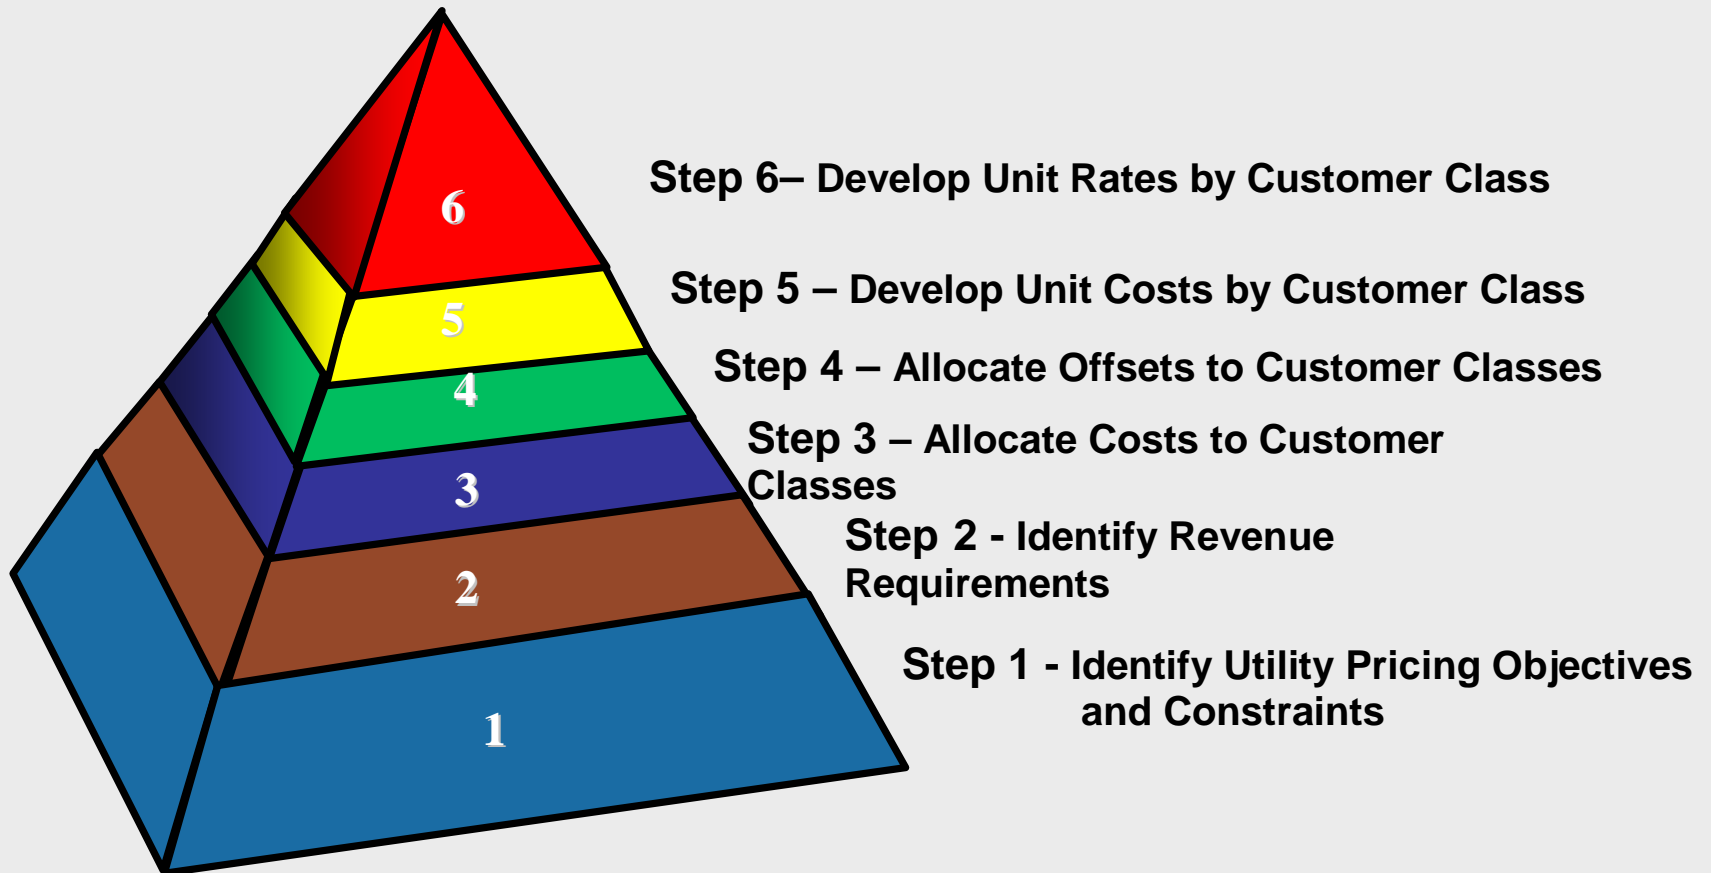 6
Step 6– Develop Unit Rates by Customer Class
5
Step 5 – Develop Unit Costs by Customer Class
4
Step 4 – Allocate Offsets to Customer Classes
3
Step 3 – Allocate Costs to Customer
Classes
2
Step 2 - Identify Revenue
Requirements
1
Step 1 - Identify Utility Pricing Objectives
and Constraints